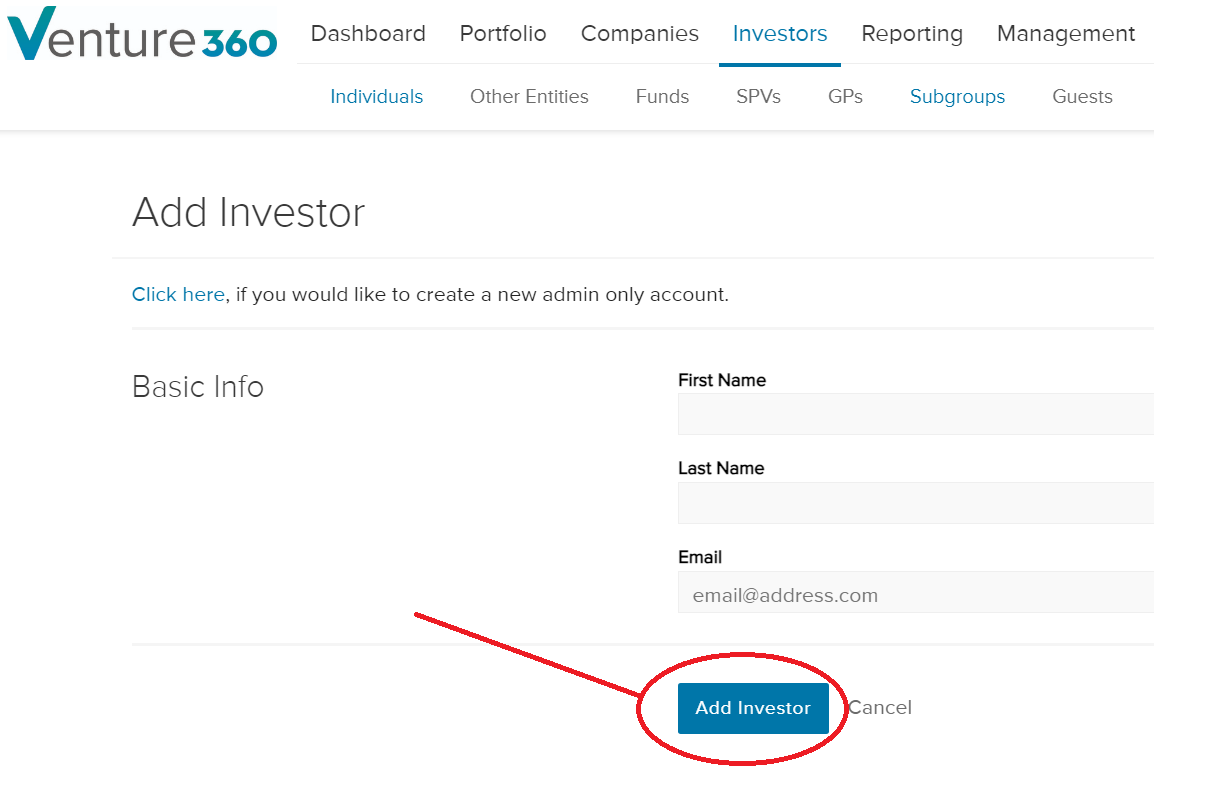 Venture 360
Dashboard Portfolio Companies Investors Reporting Management
Individuals Other Entities Funds SPVs GPs Subgroups Guests
Add Investor
Click here, if you would like to create a new admin only account.
Basic Info
First Name
Last Name
Email
email@address.com
Add Investor Cancel